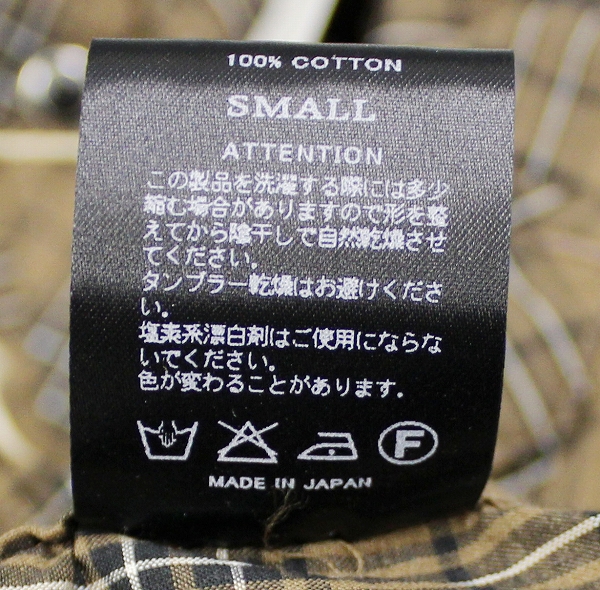 100% COTTON
SMALL
ATTENTION
この製品を洗濯する際には多少
縮む場合がありますので形を整
えてから陰干しで自然乾燥させ
てください。
タンブラー乾燥はお避けくださ
い。
塩素系漂白剤はご使用にならな
いでください。
色が変わることがあります。
F
MADE IN JAPAN